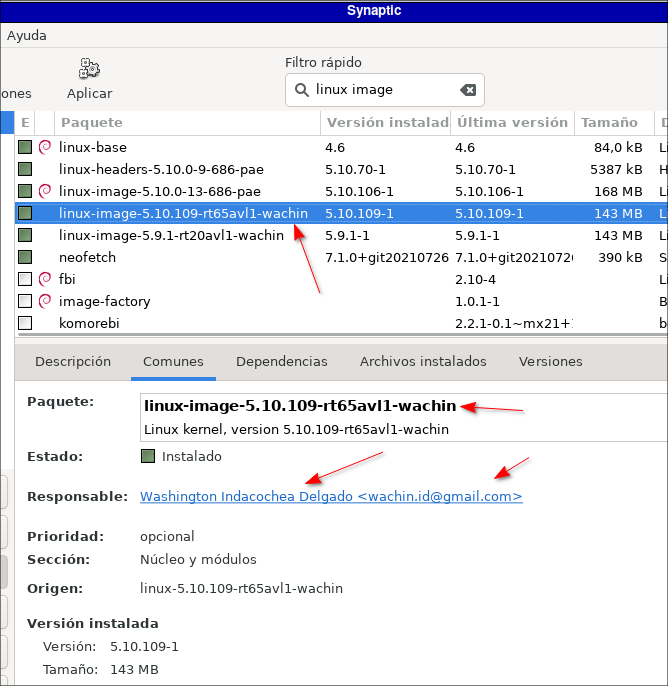 Synaptic
Ayuda
ones Aplicar Filtro rápido
linux image
E Paquete Versión instalad Última versión Tamaño D
linux-base 4.6 4.6 84,0 kB Li
linux-headers-5.10.0-9-686-pae 5.10.70-1 5.10.70-1 5387 kB H
linux-image-5.10.0-13-686-pae 5.10.106-1 5.10.106-1 168 MB Li
linux-image-5.10.109-rt65avl1-wachin 5.10.109-1 5.10.109-1 143 MB Li
linux-image-5.9.1-rt20avl1-wachin 5.9.1-1 5.9.1-1 143 MB Li
neofetch 7.1.0+git20210726 7.1.0+git20210726 390 kB S
fbi 2.10-4 Li
image-factory 1.0.1-1 B
komorebi 2.2.1-0.1~mx21+ b
Descripción Comunes Dependencias Archivos instalados Versiones
Paquete: linux-image-5.10.109-rt65avl1-wachin
Linux kernel, version 5.10.109-rt65avl1-wachin
Estado: Instalado
Responsable: Washington Indacochea Delgado <wachin.id@gmail.com>
Prioridad: opcional
Sección: Núcleo y módulos
Origen: linux-5.10.109-rt65avl1-wachin
Versión instalada
Versión: 5.10.109-1
Tamaño: 143 MB